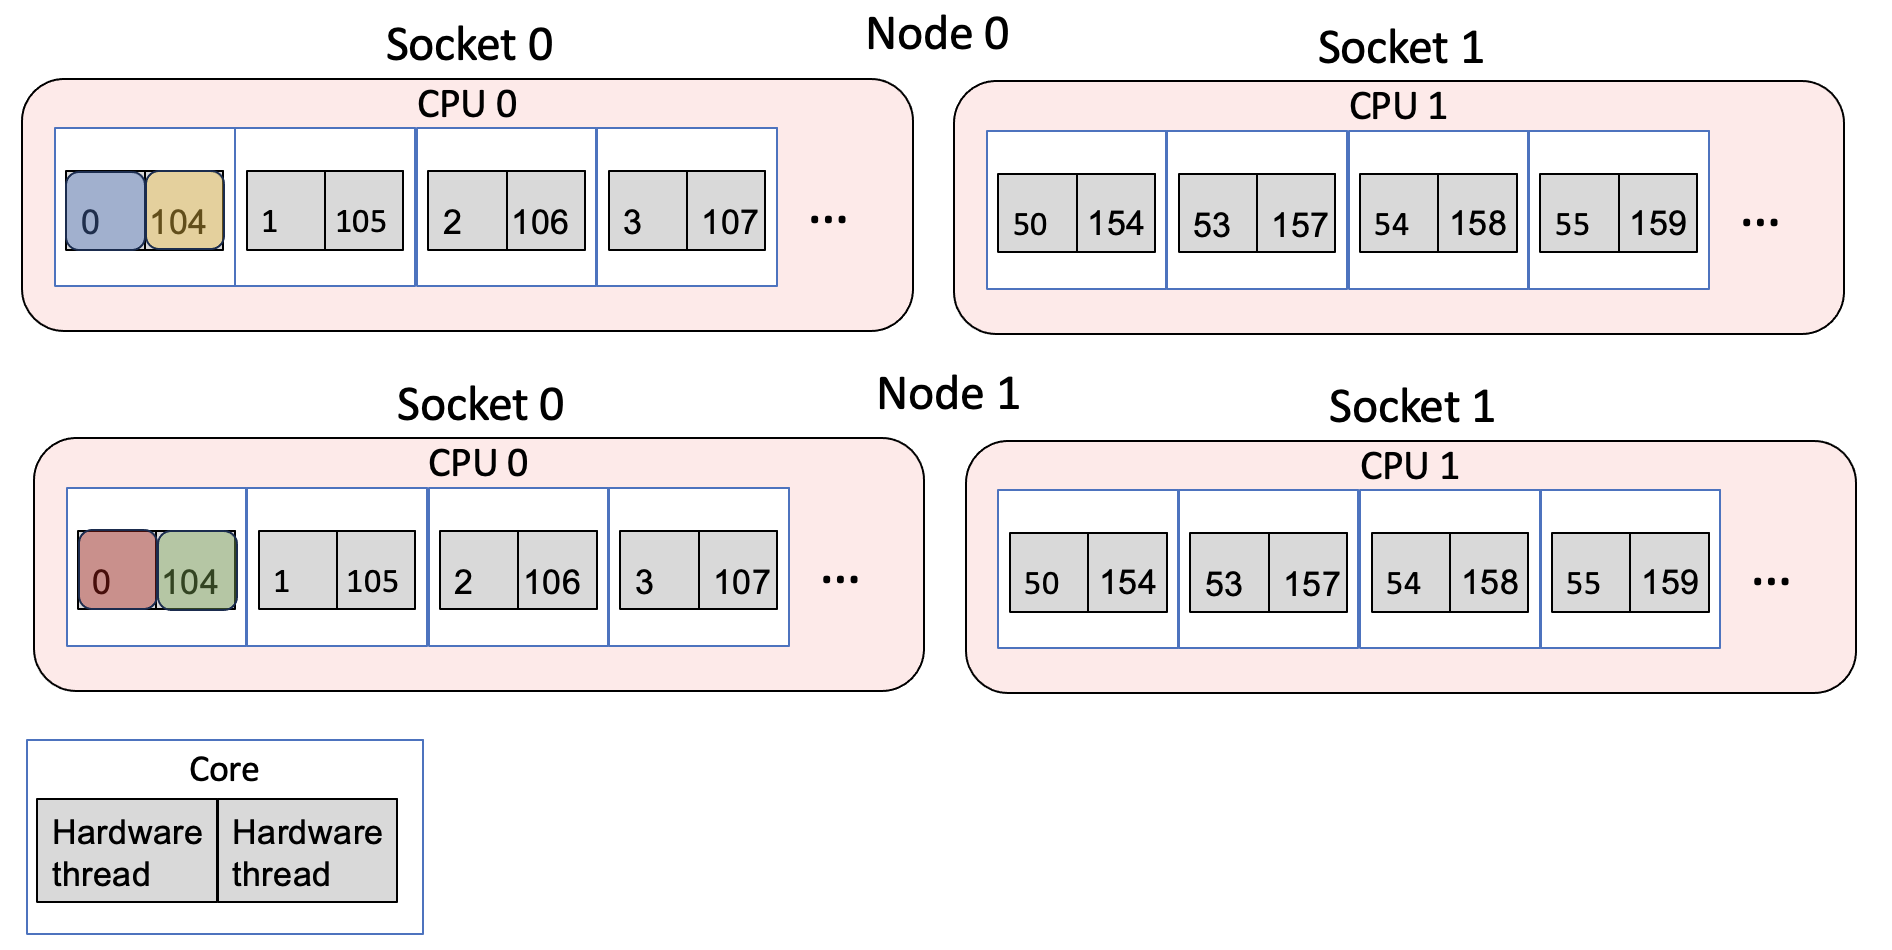 Node 0
Socket 0 Socket 1
CPU 0 CPU 1
0 104 1 105 2 106 3 107 ... 50 154 53 157 54 158 55 159 ...
Node 1
Socket 0 Socket 1
CPU 0 CPU 1
0 104 1 105 2 106 3 107 ... 50 154 53 157 54 158 55 159 ...
Core
Hardware Hardware
thread thread